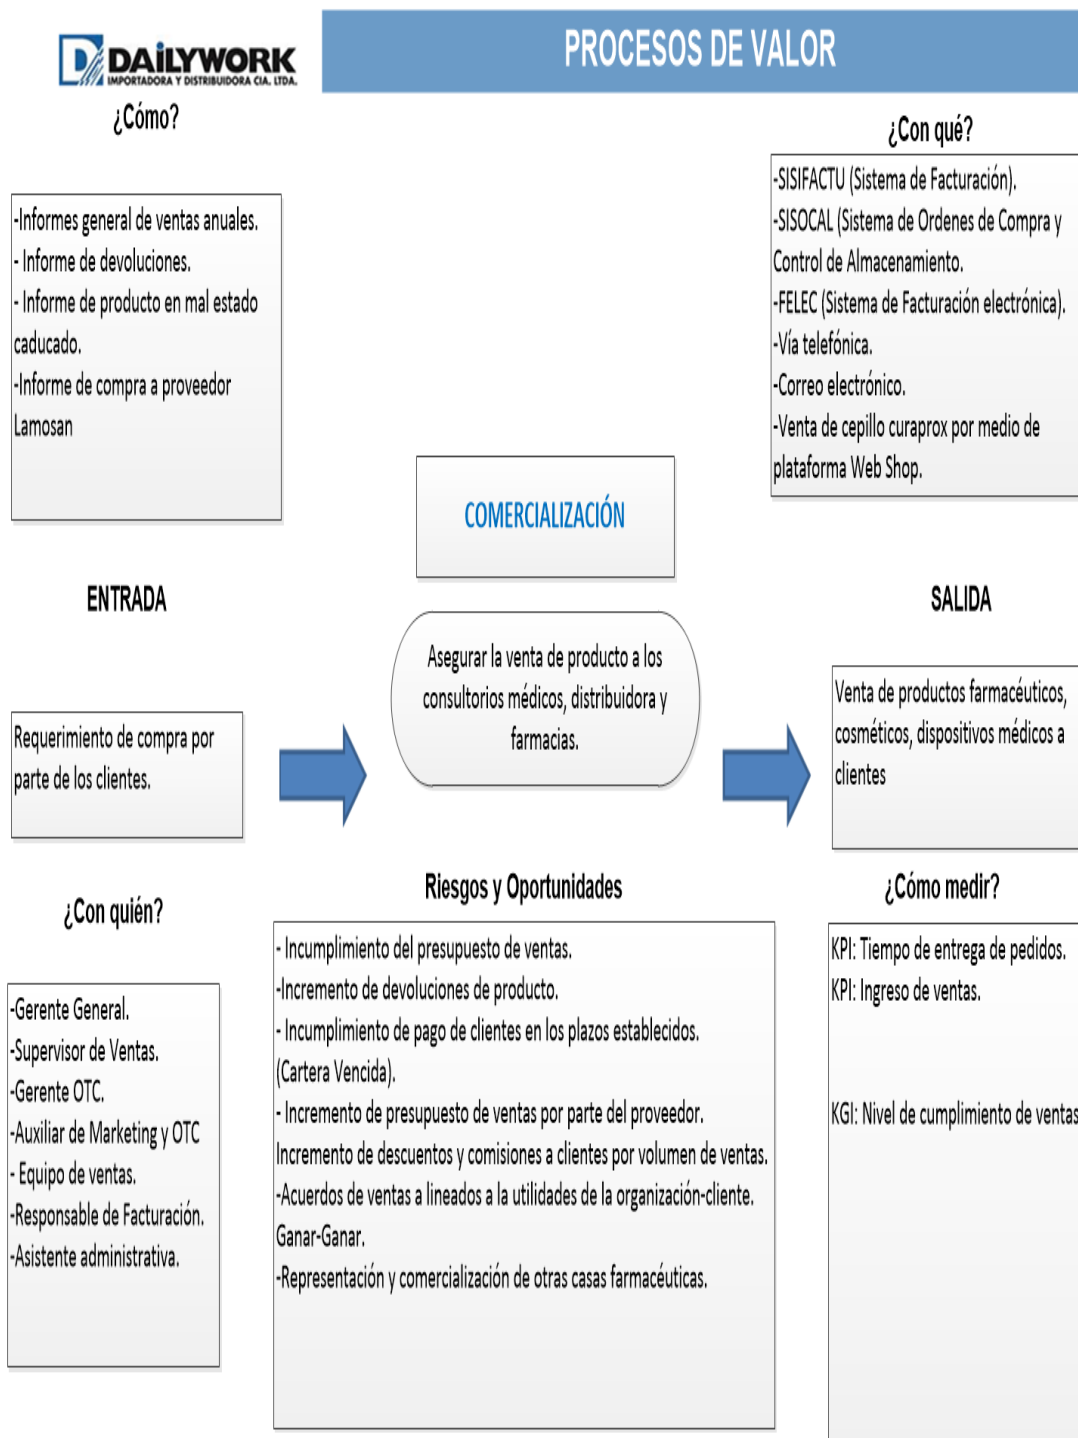 DAiLYWORK
IMPORTADORA Y DISTRIBUIDORA CIA. LTDA.
PROCESOS DE VALOR
¿Cómo?
-Informes general de ventas anuales.
- Informe de devoluciones.
- Informe de producto en mal estado
caducado.
-Informe de compra a proveedor
Lamosan
¿Con qué?
-SISIFACTU (Sistema de Facturación).
-SISOCAL (Sistema de Ordenes de Compra y
Control de Almacenamiento.
-FELEC (Sistema de Facturación electrónica).
-Vía telefónica.
-Correo electrónico.
-Venta de cepillo curaprox por medio de
plataforma Web Shop.
COMERCIALIZACIÓN
ENTRADA
Requerimiento de compra por
parte de los clientes.
Asegurar la venta de producto a los
consultorios médicos, distribuidora y
farmacias.
SALIDA
Venta de productos farmacéuticos,
cosméticos, dispositivos médicos a
clientes
¿Con quién?
-Gerente General.
-Supervisor de Ventas.
-Gerente OTC.
-Auxiliar de Marketing y OTC
- Equipo de ventas.
-Responsable de Facturación.
-Asistente administrativa.
Riesgos y Oportunidades
- Incumplimiento del presupuesto de ventas.
-Incremento de devoluciones de producto.
- Incumplimiento de pago de clientes en los plazos establecidos.
(Cartera Vencida).
- Incremento de presupuesto de ventas por parte del proveedor.
Incremento de descuentos y comisiones a clientes por volumen de ventas.
-Acuerdos de ventas a lineados a la utilidades de la organización-cliente.
Ganar-Ganar.
-Representación y comercialización de otras casas farmacéuticas.
¿Cómo medir?
KPI: Tiempo de entrega de pedidos.
KPI: Ingreso de ventas.
KGI: Nivel de cumplimiento de ventas